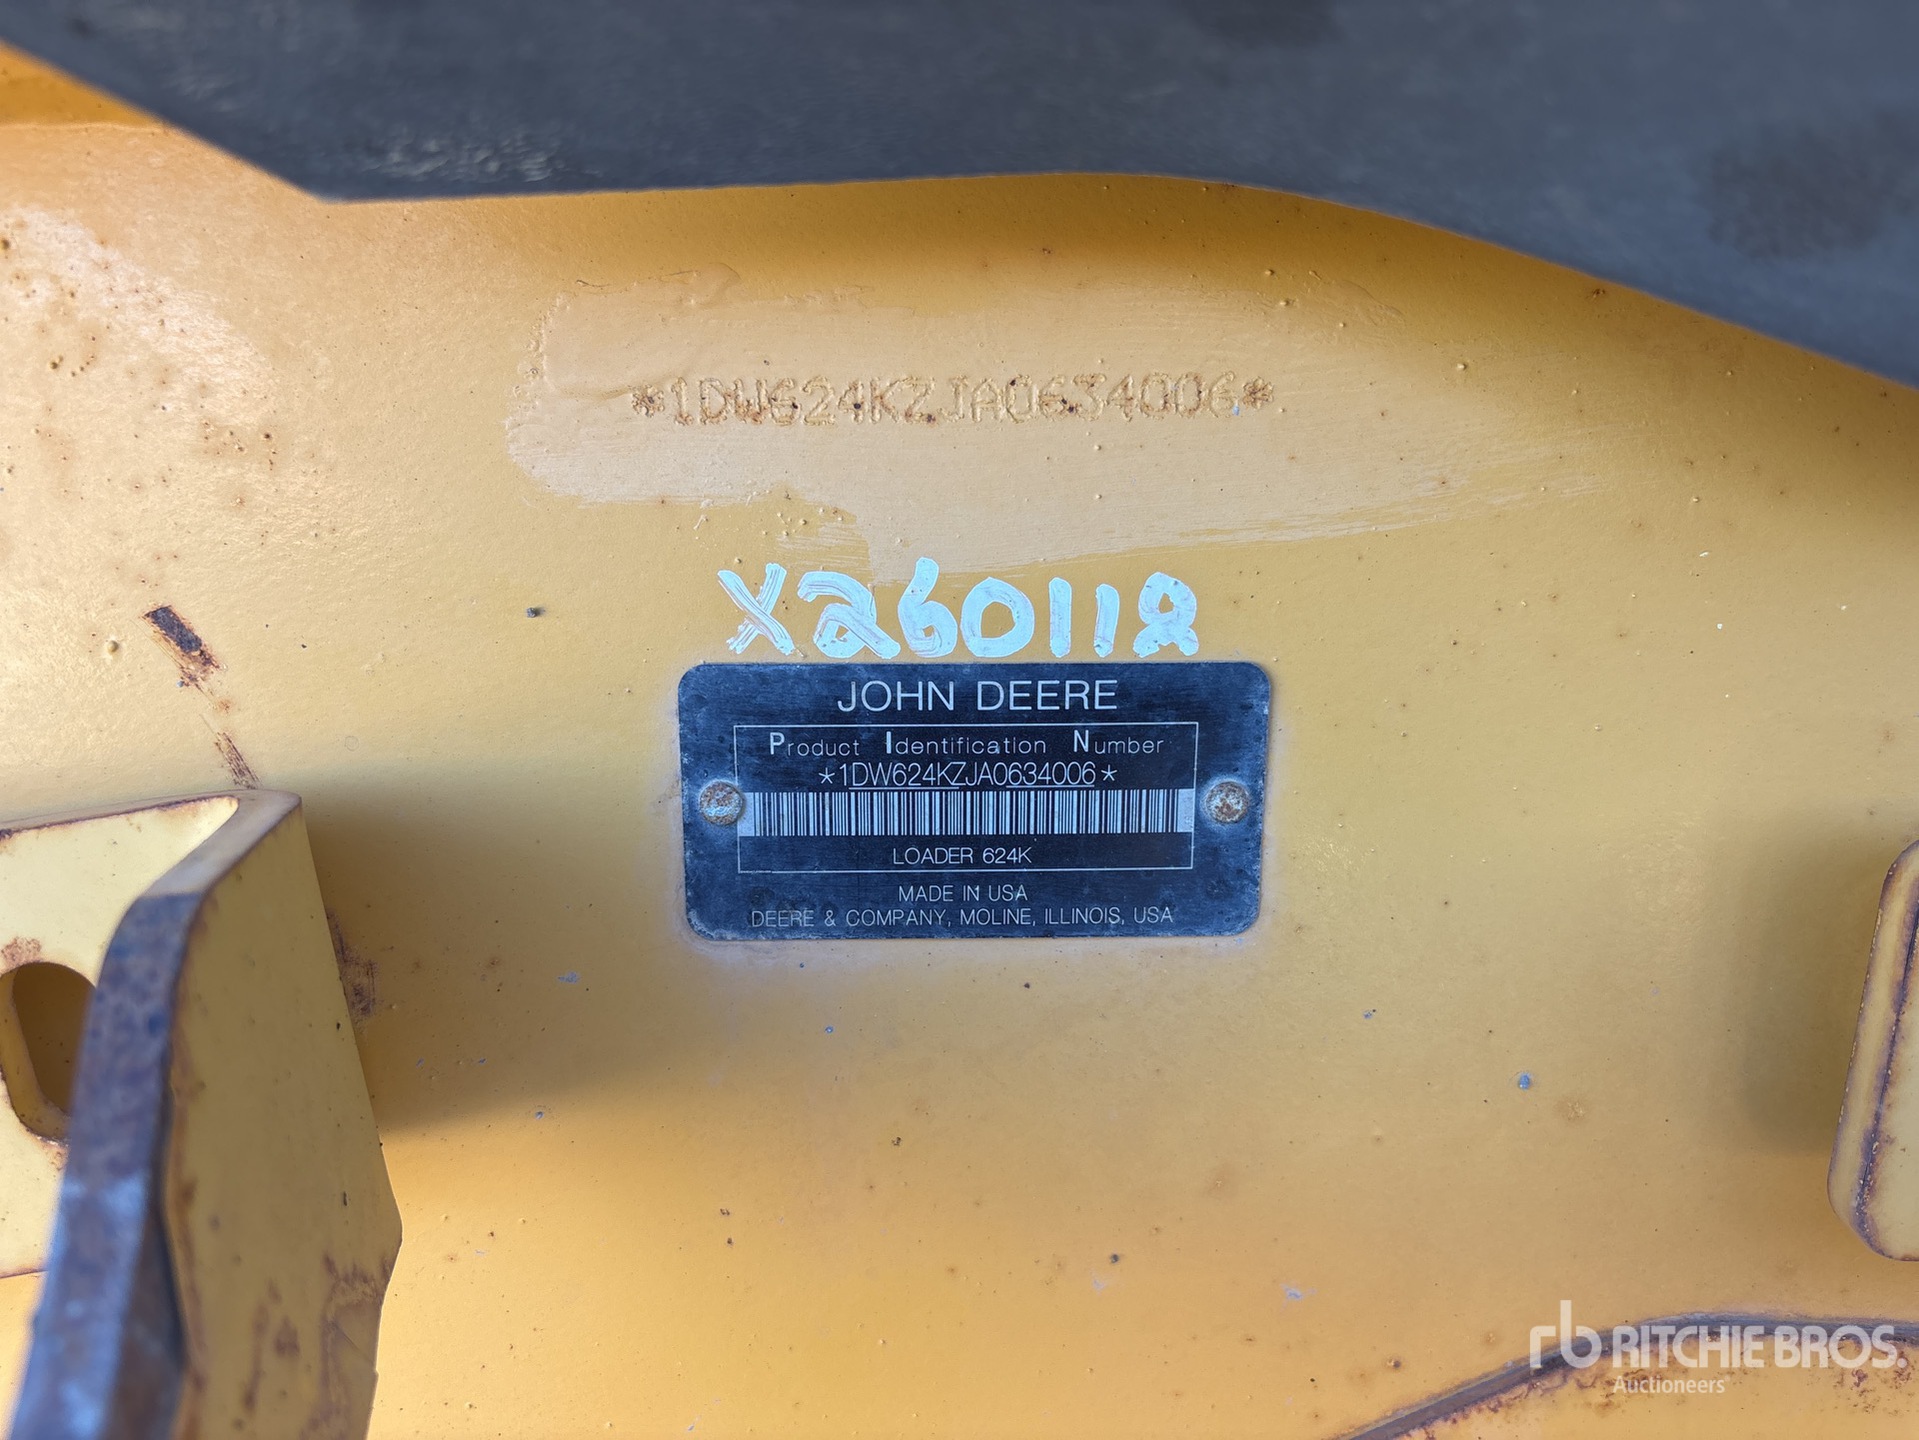 *1DW624KZJA0634006*
X260118
JOHN DEERE
Product Identification Number
*1DW624KZJA0634006*
LOADER 624K
MADE IN USA
DEERE & COMPANY, MOLINE, ILLINOIS, USA
rb RITCHIE BROS.
Auctioneers